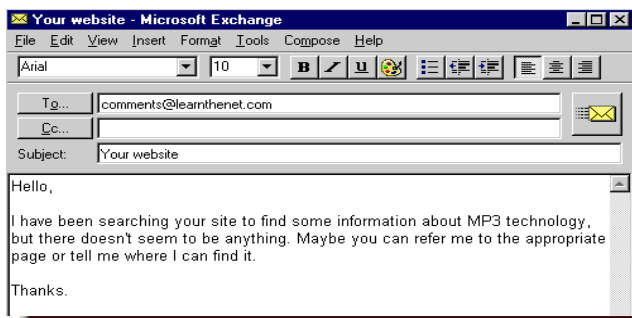 Your website - Microsoft Exchange
File Edit View Insert Format Tools Compose Help
Arial 10 B I U
To... comments@learnthenet.com
Cc...
Subject: Your website
Hello,
I have been searching your site to find some information about MP3 technology,
but there doesn't seem to be anything. Maybe you can refer me to the appropriate
page or tell me where I can find it.
Thanks.